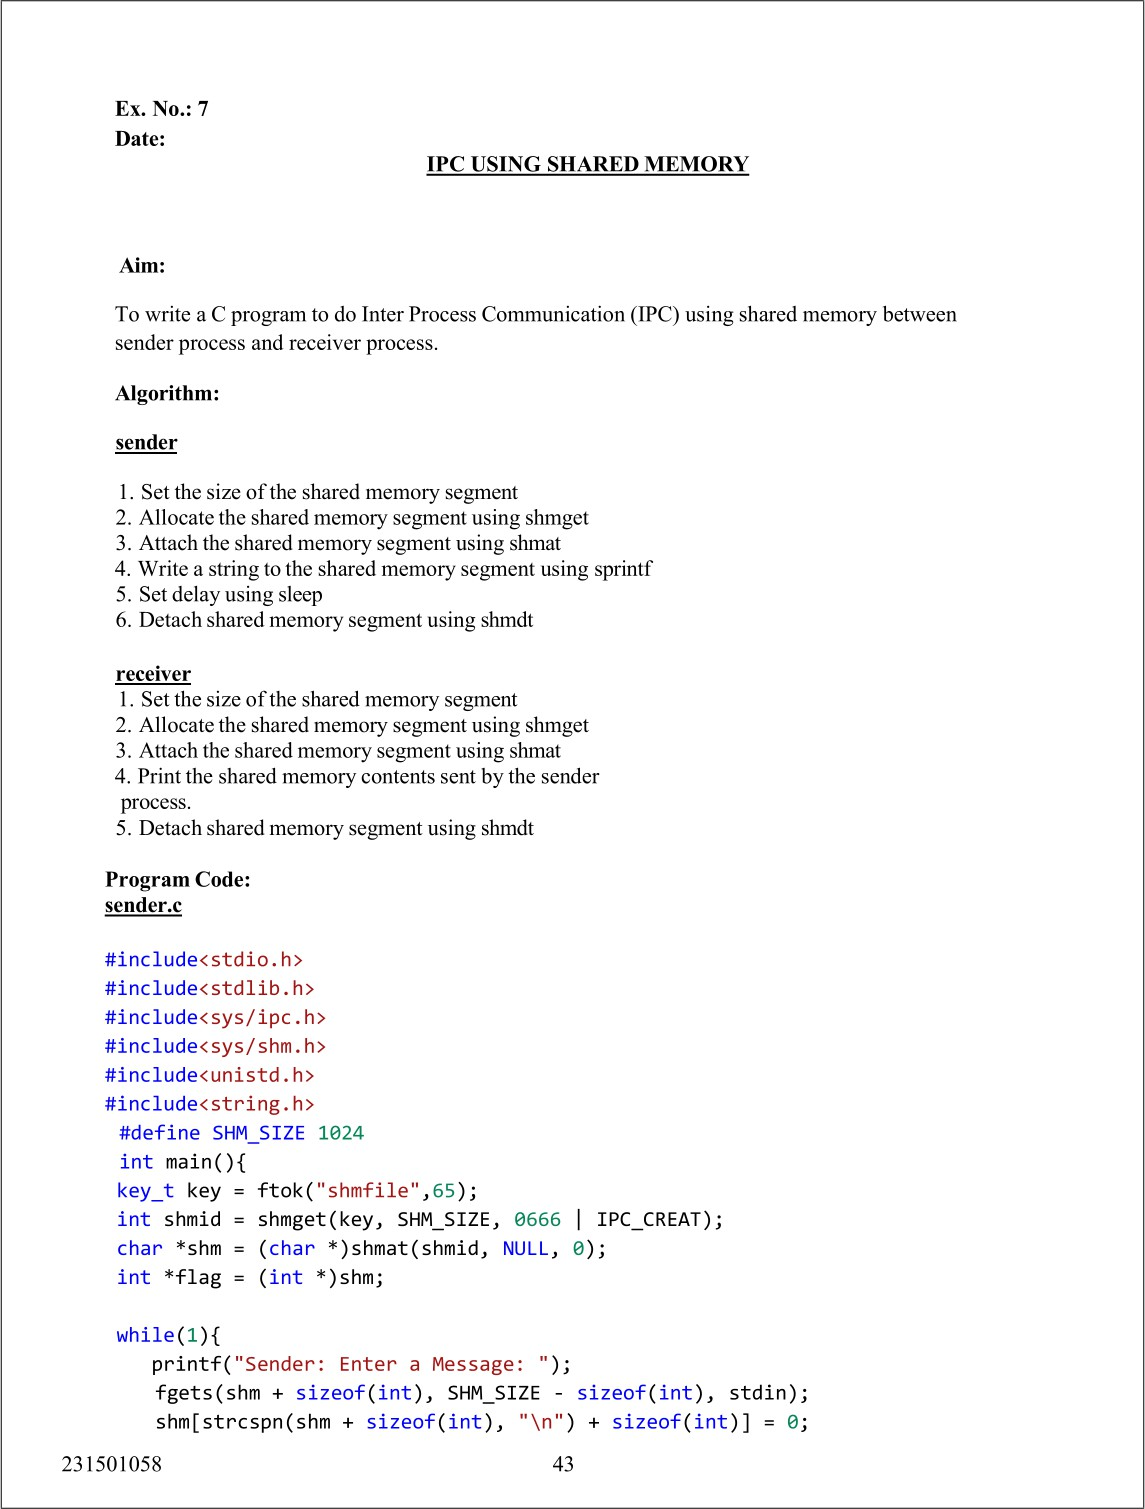 Ex. No.: 7
Date:
IPC USING SHARED MEMORY
Aim:
To write a C program to do Inter Process Communication (IPC) using shared memory between
sender process and receiver process.
Algorithm:
sender
1. Set the size of the shared memory segment
2. Allocate the shared memory segment using shmget
3. Attach the shared memory segment using shmat
4. Write a string to the shared memory segment using sprintf
5. Set delay using sleep
6. Detach shared memory segment using shmdt
receiver
1. Set the size of the shared memory segment
2. Allocate the shared memory segment using shmget
3. Attach the shared memory segment using shmat
4. Print the shared memory contents sent by the sender
process.
5. Detach shared memory segment using shmdt
Program Code:
sender.c
#include<stdio.h>
#include<stdlib.h>
#include<sys/ipc.h>
#include<sys/shm.h>
#include<unistd.h>
#include<string.h>
#define SHM_SIZE 1024
int main(){
key_t key = ftok("shmfile",65);
int shmid = shmget(key, SHM_SIZE, 0666 | IPC_CREAT);
char *shm = (char *)shmat(shmid, NULL, 0);
int *flag = (int *)shm;
while(1){
printf("Sender: Enter a Message: ");
fgets(shm + sizeof(int), SHM_SIZE - sizeof(int), stdin);
shm[strcspn(shm + sizeof(int), "\n") + sizeof(int)] = 0;
231501058 43